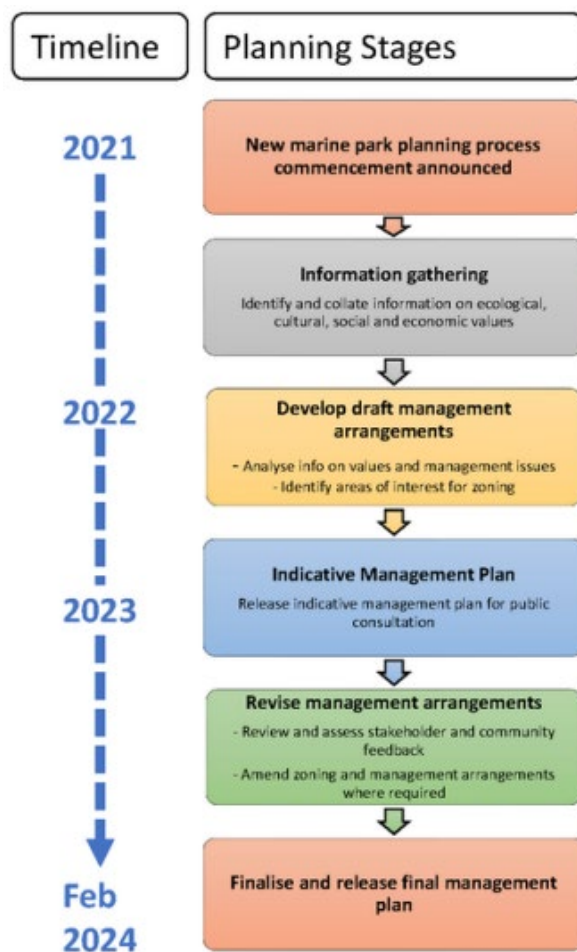 Timeline
Planning Stages
2021
New marine park planning process
commencement announced
Information gathering
Identify and collate information on ecological,
cultural, social and economic values
2022
Develop draft management
arrangements
- Analyse info on values and management issues
- Identify areas of interest for zoning
2023
Indicative Management Plan
Release indicative management plan for public
consultation
Revise management arrangements
- Review and assess stakeholder and community
feedback
- Amend zoning and management arrangements
where required
Feb
2024
Finalise and release final management
plan